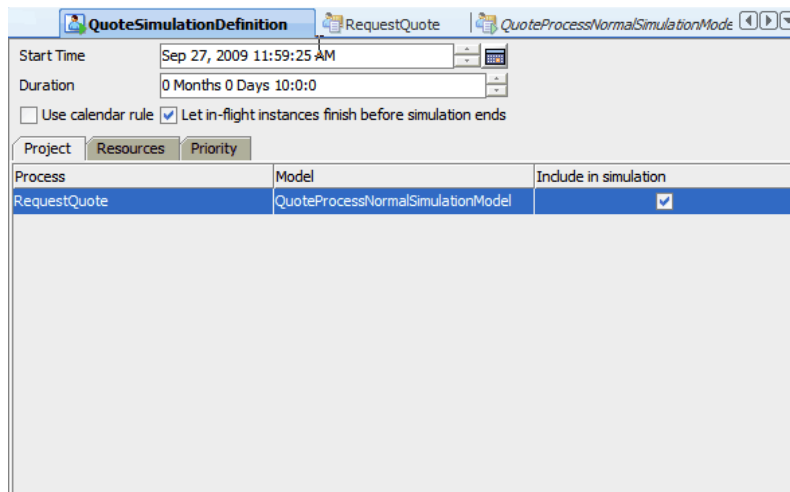 QuoteSimulationDefinition RequestQuote QuoteProcessNormalSimulationMode
Start Time Sep 27, 2009 11:59:25 AM
Duration 0 Months 0 Days 10:0:0
Use calendar rule Let in-flight instances finish before simulation ends
Project Resources Priority
Process Model Include in simulation
RequestQuote QuoteProcessNormalSimulationModel